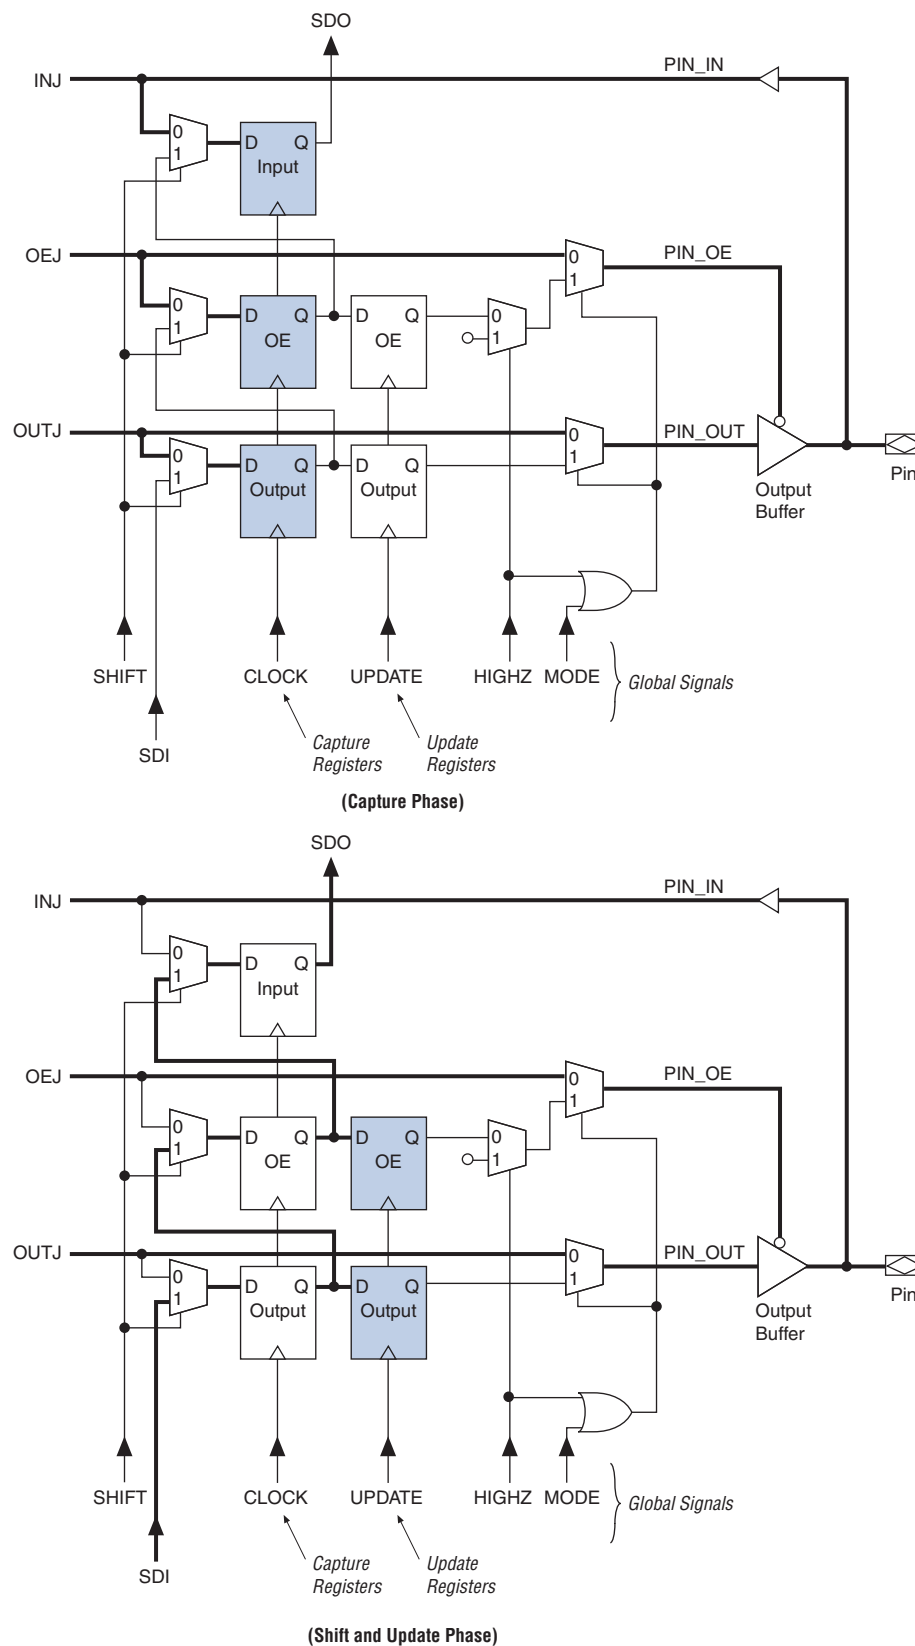 SDO
INJ
PIN_IN
0
1
D Q
Input
OEJ
PIN_OE
0
1
0
1
D Q
OE
D Q
OE
0
1
OUTJ
PIN_OUT
0
1
0
1
D Q
Output
D Q
Output
Output
Buffer
Pin
SHIFT
CLOCK
UPDATE
HIGHZ
MODE
Global Signals
SDI
Capture
Registers
Update
Registers
(Capture Phase)
SDO
INJ
PIN_IN
0
1
D Q
Input
OEJ
PIN_OE
0
1
0
1
D Q
OE
D Q
OE
0
1
OUTJ
PIN_OUT
0
1
0
1
D Q
Output
D Q
Output
Output
Buffer
Pin
SHIFT
CLOCK
UPDATE
HIGHZ
MODE
Global Signals
SDI
Capture
Registers
Update
Registers
(Shift and Update Phase)